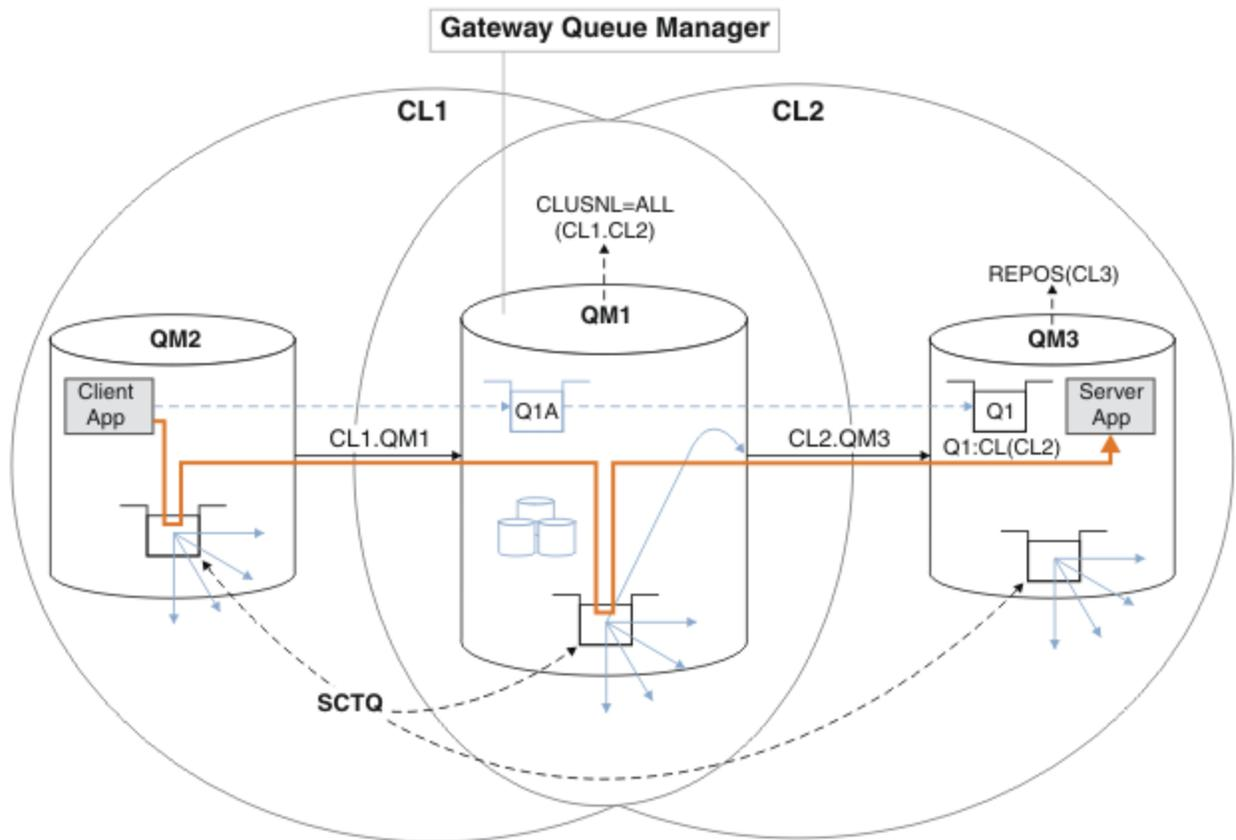 Gateway Queue Manager
CL1
CL2
CLUSNL=ALL
(CL1.CL2)
REPOS(CL3)
QM2
QM1
QM3
Client
App
Q1A
Q1
Server
App
CL1.QM1
CL2.QM3
Q1:CL(CL2)
SCTQ